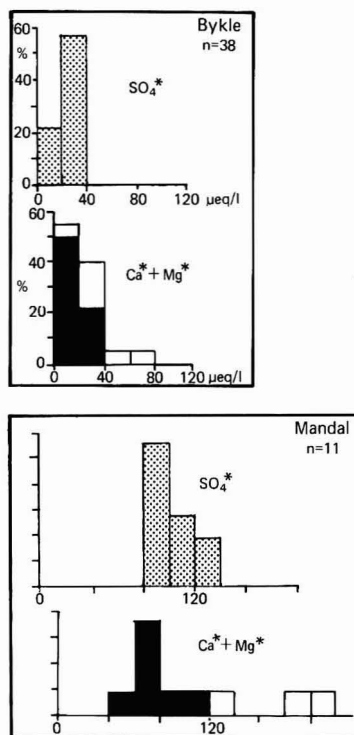 60
Bykle
n=38
%
SO₄*
40
20
0
0 40 80 120 μeq/l
60
Ca*+Mg*
40
%
20
0
0 40 80 120 μeq/l
Mandal
n=11
SO₄*
0 120
Ca*+Mg*
0 120